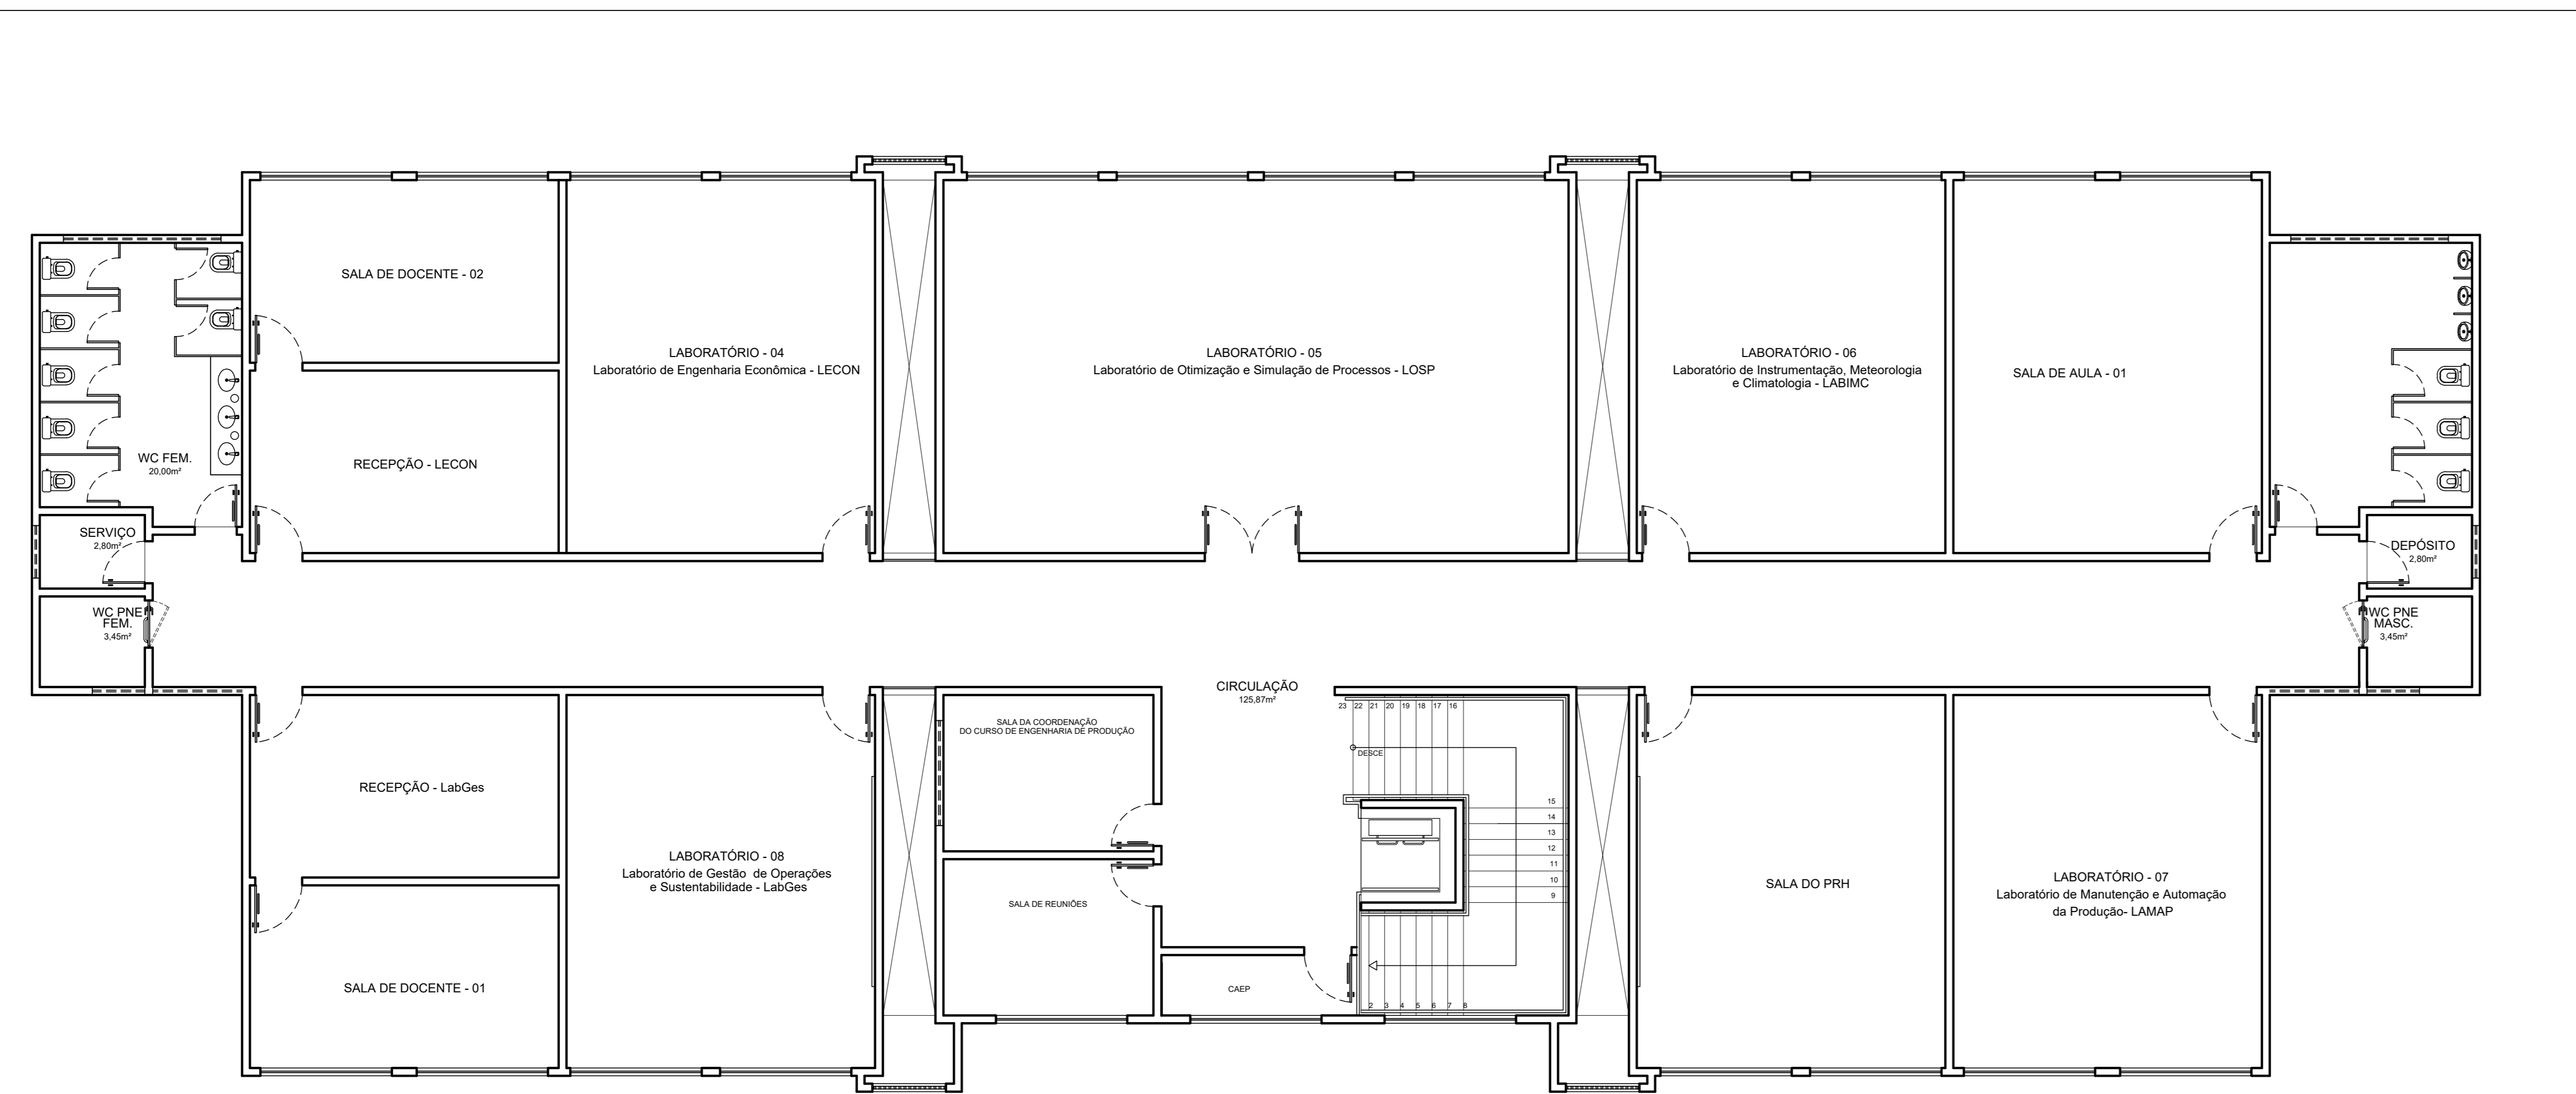 SALA DE DOCENTE - 02
LABORATÓRIO - 04
Laboratório de Engenharia Econômica - LECON
LABORATÓRIO - 05
Laboratório de Otimização e Simulação de Processos - LOSP
LABORATÓRIO - 06
Laboratório de Instrumentação, Meteorologia
e Climatologia - LABIMC
SALA DE AULA - 01
WC FEM.
20,00m²
RECEPÇÃO - LECON
SERVIÇO
2,80m²
DEPÓSITO
2,80m²
WC PNE
FEM.
3,45m²
WC PNE
MASC.
3,45m²
CIRCULAÇÃO
125,87m²
SALA DA COORDENAÇÃO
DO CURSO DE ENGENHARIA DE PRODUÇÃO
23 22 21 20 19 18 17 16
DESCE
RECEPÇÃO - LabGes
15
14
13
12
11
10
9
LABORATÓRIO - 08
Laboratório de Gestão  de Operações
e Sustentabilidade - LabGes
SALA DE REUNIÕES
SALA DO PRH
LABORATÓRIO - 07
Laboratório de Manutenção e Automação
da Produção- LAMAP
SALA DE DOCENTE - 01
CAEP
2 3 4 5 6 7 8